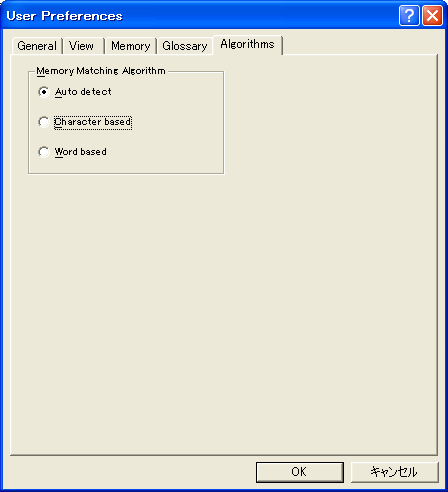 User Preferences
General View Memory Glossary Algorithms
Memory Matching Algorithm
Auto detect
Character based
Word based
OK キャンセル